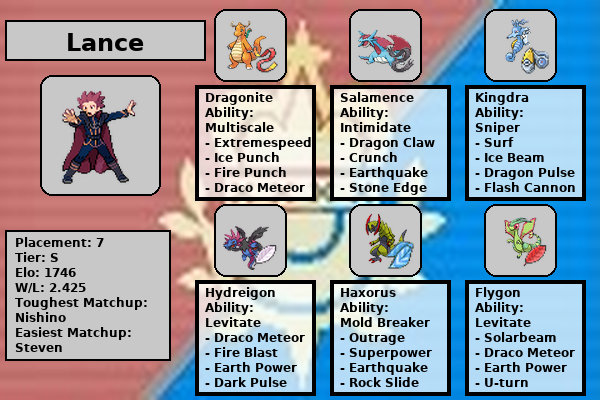 Lance
Placement: 7
Tier: S
Elo: 1746
W/L: 2.425
Toughest Matchup:
Nishino
Easiest Matchup:
Steven
Dragonite
Ability:
Multiscale
- Extremespeed
- Ice Punch
- Fire Punch
- Draco Meteor
Salamence
Ability:
Intimidate
- Dragon Claw
- Crunch
- Earthquake
- Stone Edge
Kingdra
Ability:
Sniper
- Surf
- Ice Beam
- Dragon Pulse
- Flash Cannon
Hydreigon
Ability:
Levitate
- Draco Meteor
- Fire Blast
- Earth Power
- Dark Pulse
Haxorus
Ability:
Mold Breaker
- Outrage
- Superpower
- Earthquake
- Rock Slide
Flygon
Ability:
Levitate
- Solarbeam
- Draco Meteor
- Earth Power
- U-turn